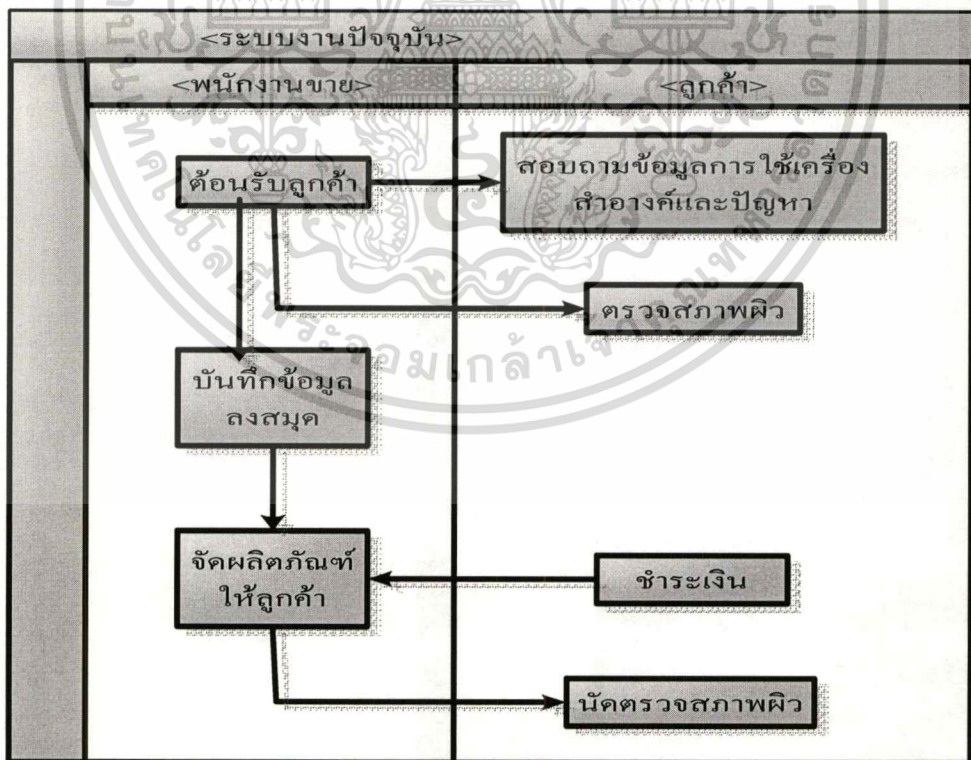 <ระบบงานปัจจุบัน>
<พนักงานขาย>
<ลูกค้า>
ต้อนรับลูกค้า
สอบถามข้อมูลการใช้เครื่อง
สำอางค์และปัญหา
ตรวจสภาพผิว
บันทึกข้อมูล
ลงสมุด
จัดผลิตภัณฑ์
ให้ลูกค้า
ชำระเงิน
นัดตรวจสภาพผิว